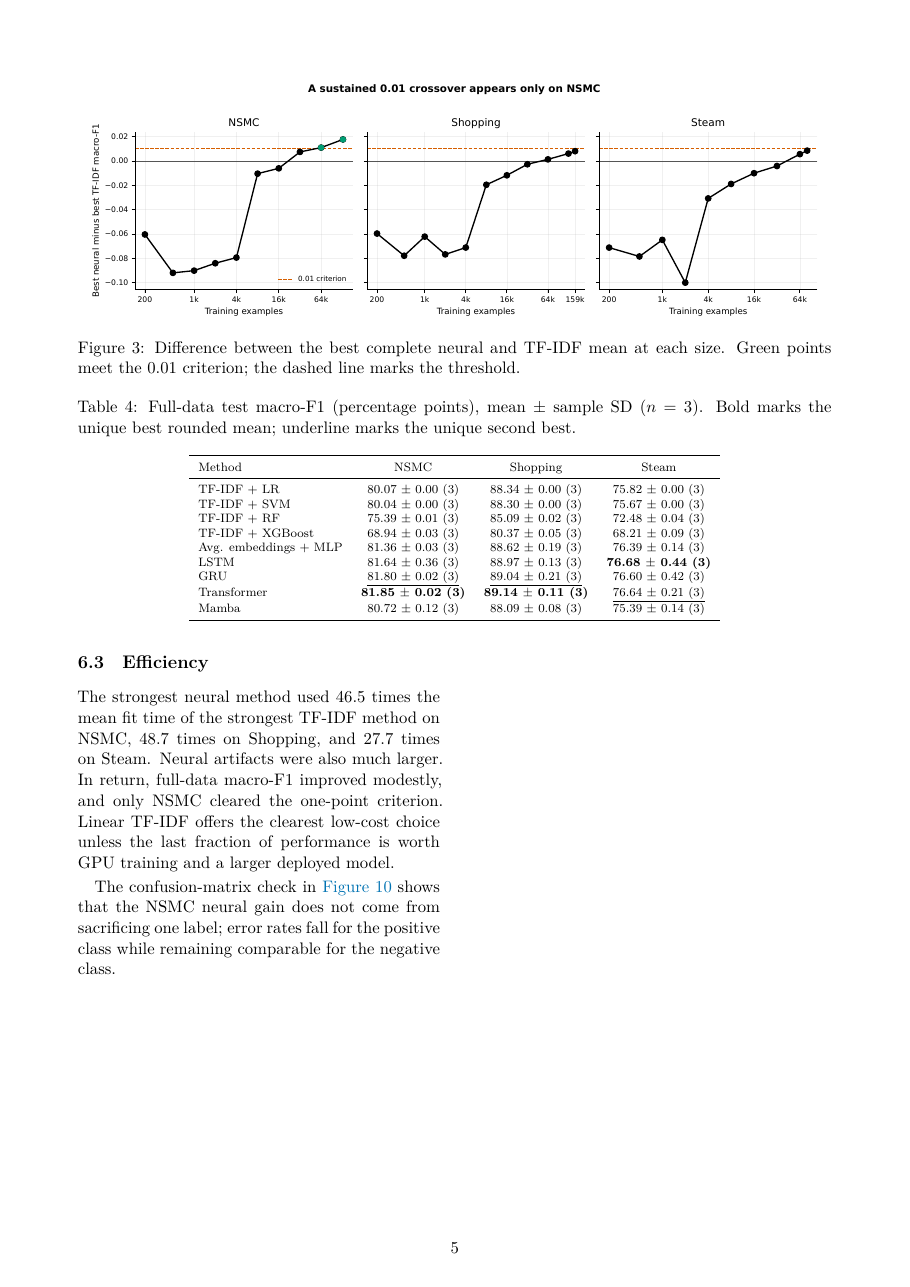 A sustained 0.01 crossover appears only on NSMC
NSMC
Shopping
Steam
Best neural minus best TF-IDF macro-F1
0.02
0.00
−0.02
−0.04
−0.06
−0.08
−0.10
0.01 criterion
200 1k 4k 16k 64k
200 1k 4k 16k 64k 159k
200 1k 4k 16k 64k
Training examples
Training examples
Training examples
Figure 3: Difference between the best complete neural and TF-IDF mean at each size. Green points
meet the 0.01 criterion; the dashed line marks the threshold.
Table 4: Full-data test macro-F1 (percentage points), mean ± sample SD (n = 3). Bold marks the
unique best rounded mean; underline marks the unique second best.
Method NSMC Shopping Steam
TF-IDF + LR 80.07 ± 0.00 (3) 88.34 ± 0.00 (3) 75.82 ± 0.00 (3)
TF-IDF + SVM 80.04 ± 0.00 (3) 88.30 ± 0.00 (3) 75.67 ± 0.00 (3)
TF-IDF + RF 75.39 ± 0.01 (3) 85.09 ± 0.02 (3) 72.48 ± 0.04 (3)
TF-IDF + XGBoost 68.94 ± 0.03 (3) 80.37 ± 0.05 (3) 68.21 ± 0.09 (3)
Avg. embeddings + MLP 81.36 ± 0.03 (3) 88.62 ± 0.19 (3) 76.39 ± 0.14 (3)
LSTM 81.64 ± 0.36 (3) 88.97 ± 0.13 (3) 76.68 ± 0.44 (3)
GRU 81.80 ± 0.02 (3) 89.04 ± 0.21 (3) 76.60 ± 0.42 (3)
Transformer 81.85 ± 0.02 (3) 89.14 ± 0.11 (3) 76.64 ± 0.21 (3)
Mamba 80.72 ± 0.12 (3) 88.09 ± 0.08 (3) 75.39 ± 0.14 (3)
6.3 Efficiency
The strongest neural method used 46.5 times the
mean fit time of the strongest TF-IDF method on
NSMC, 48.7 times on Shopping, and 27.7 times
on Steam. Neural artifacts were also much larger.
In return, full-data macro-F1 improved modestly,
and only NSMC cleared the one-point criterion.
Linear TF-IDF offers the clearest low-cost choice
unless the last fraction of performance is worth
GPU training and a larger deployed model.
The confusion-matrix check in Figure 10 shows
that the NSMC neural gain does not come from
sacrificing one label; error rates fall for the positive
class while remaining comparable for the negative
class.
5